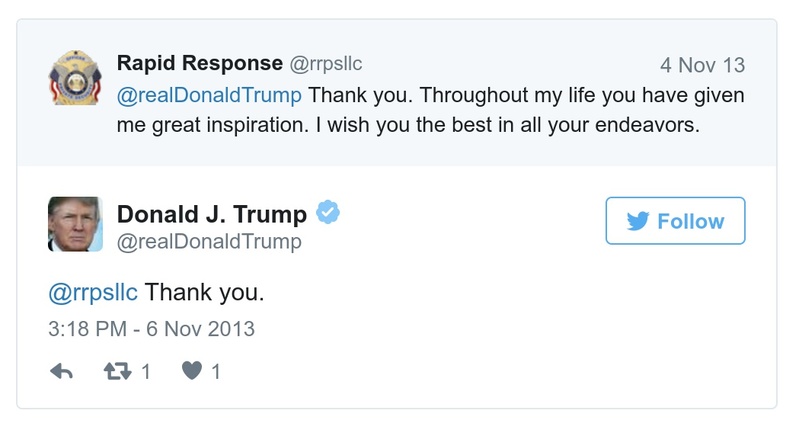 Rapid Response @rrpsllc 4 Nov 13
@realDonaldTrump Thank you. Throughout my life you have given
me great inspiration. I wish you the best in all your endeavors.
Donald J. Trump
@realDonaldTrump
Follow
@rrpsllc Thank you.
3:18 PM - 6 Nov 2013
1 1